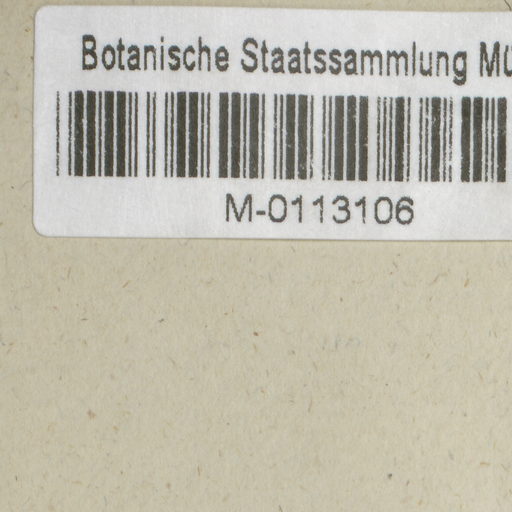 Botanische Staatssammlung Mü
M-0113106